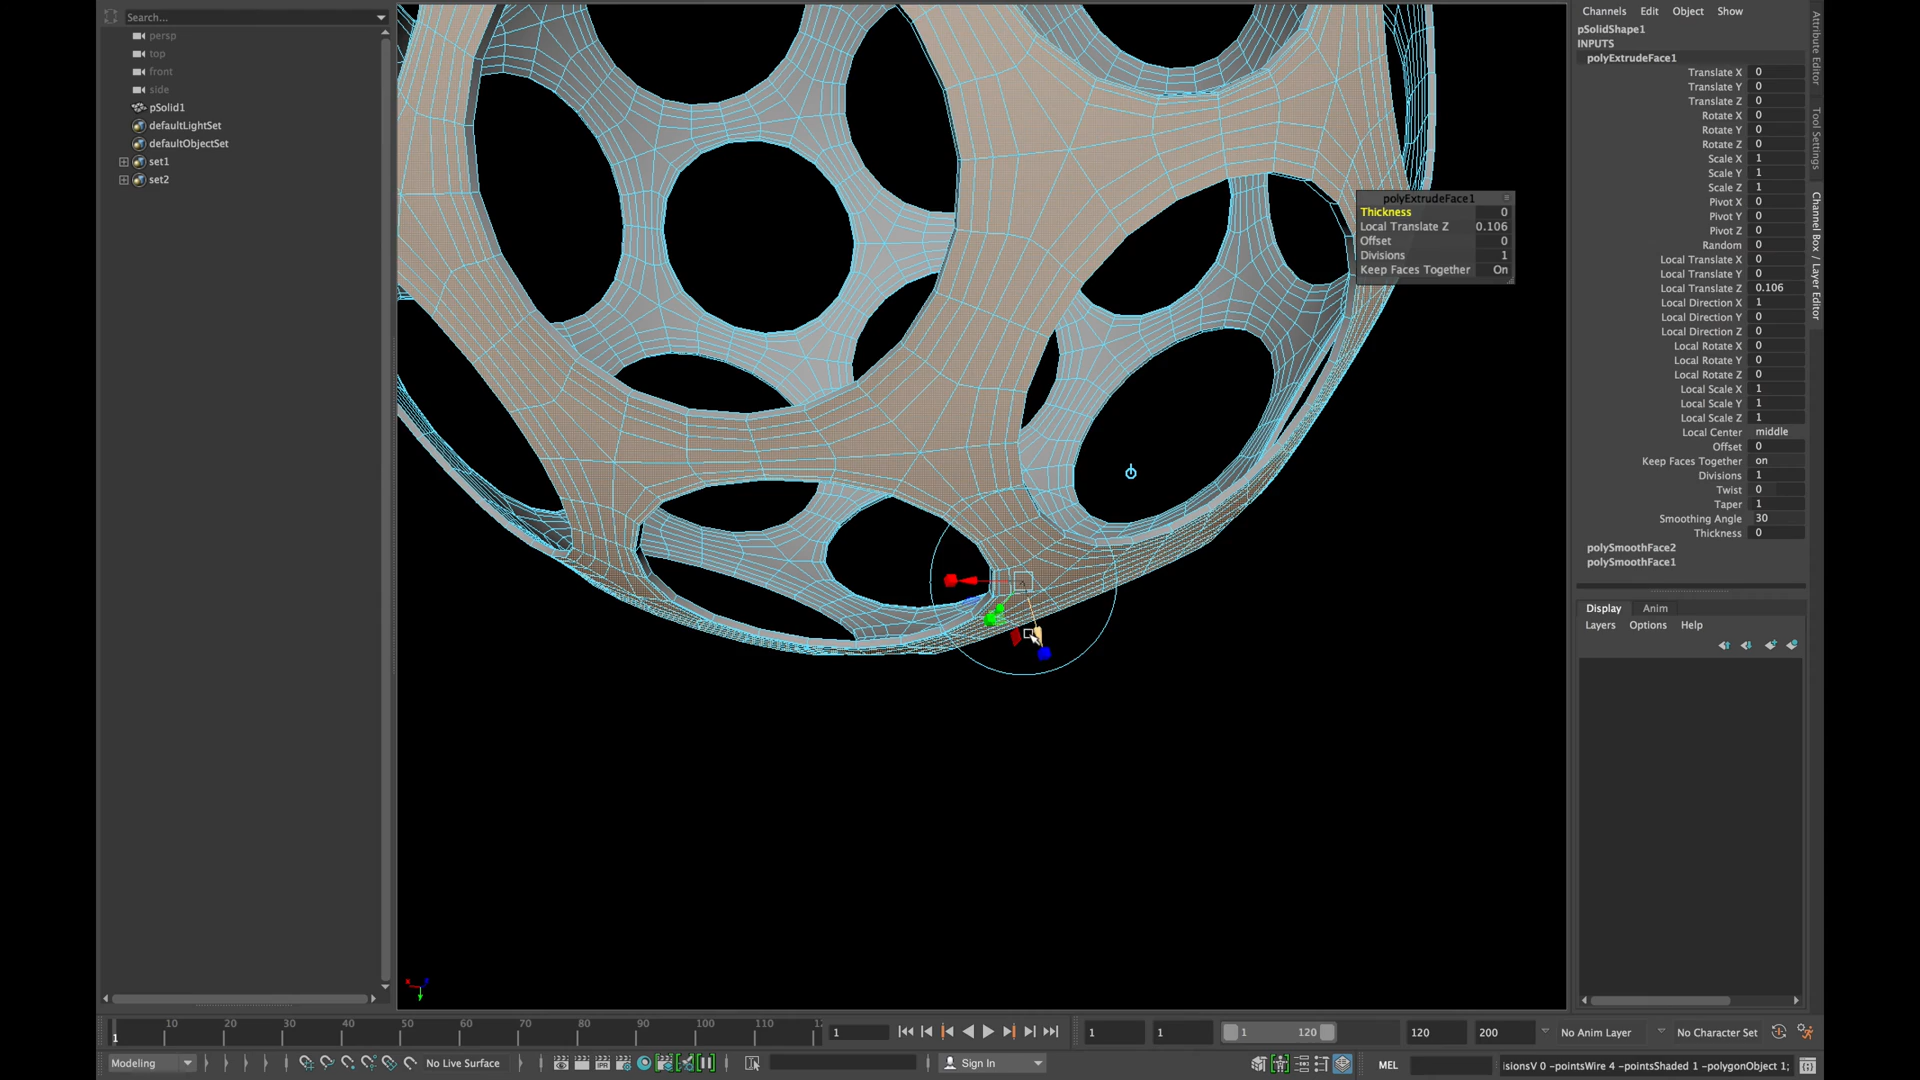 Search...
persp
top
front
side
pSolid1
defaultLightSet
defaultObjectSet
set1
set2
polyExtrudeFace1
Thickness 0
Local Translate Z 0.106
Offset 0
Divisions 1
Keep Faces Together On
Channels Edit Object Show
pSolidShape1
INPUTS
polyExtrudeFace1
Translate X 0
Translate Y 0
Translate Z 0
Rotate X 0
Rotate Y 0
Rotate Z 0
Scale X 1
Scale Y 1
Scale Z 1
Pivot X 0
Pivot Y 0
Pivot Z 0
Random 0
Local Translate X 0
Local Translate Y 0
Local Translate Z 0.106
Local Direction X 1
Local Direction Y 0
Local Direction Z 0
Local Rotate X 0
Local Rotate Y 0
Local Rotate Z 0
Local Scale X 1
Local Scale Y 1
Local Scale Z 1
Local Center middle
Offset 0
Keep Faces Together on
Divisions 1
Twist 0
Taper 1
Smoothing Angle 30
Thickness 0
polySmoothFace2
polySmoothFace1
Display Anim
Layers Options Help
Attribute Editor
Tool Settings
Channel Box / Layer Editor
1 10 20 30 40 50 60 70 80 90 100 110 12
1
1 1 1 120 120 200 No Anim Layer No Character Set
Modeling No Live Surface Sign In MEL isionsV 0 -pointsWire 4 -pointsShaded 1 -polygonObject 1;